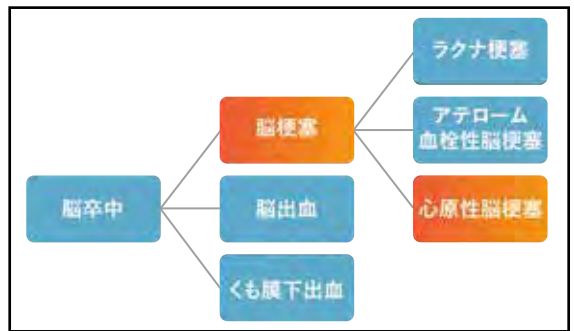 脳卒中
脳梗塞
脳出血
くも膜下出血
ラクナ梗塞
アテローム
血栓性脳梗塞
心原性脳梗塞